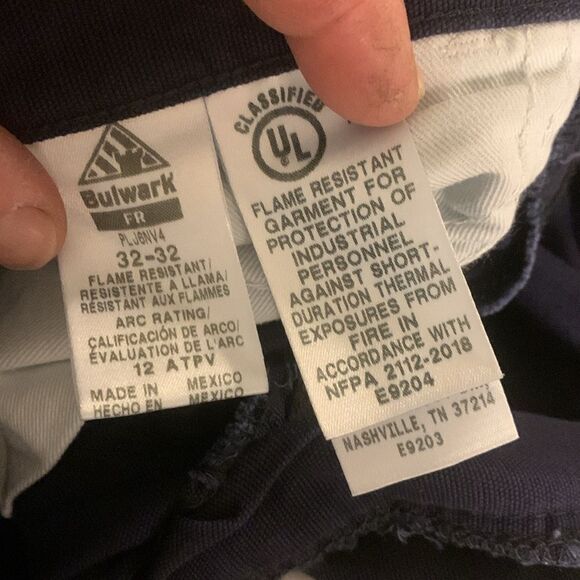 Bulwark
FR
PLJ6NV4
32-32
FLAME RESISTANT/
RESISTENTE A LLAMA/
RÉSISTANT AUX FLAMMES
ARC RATING/
CALIFICACIÓN DE ARCO/
ÉVALUATION DE L'ARC
12 ATPV
MADE IN MEXICO
HECHO EN MEXICO
CLASSIFIED
UL
FLAME RESISTANT
GARMENT FOR
PROTECTION OF
INDUSTRIAL
PERSONNEL
AGAINST SHORT-
DURATION THERMAL
EXPOSURES FROM
FIRE IN
ACCORDANCE WITH
NFPA 2112-2018
E9204
NASHVILLE, TN 37214
E9203